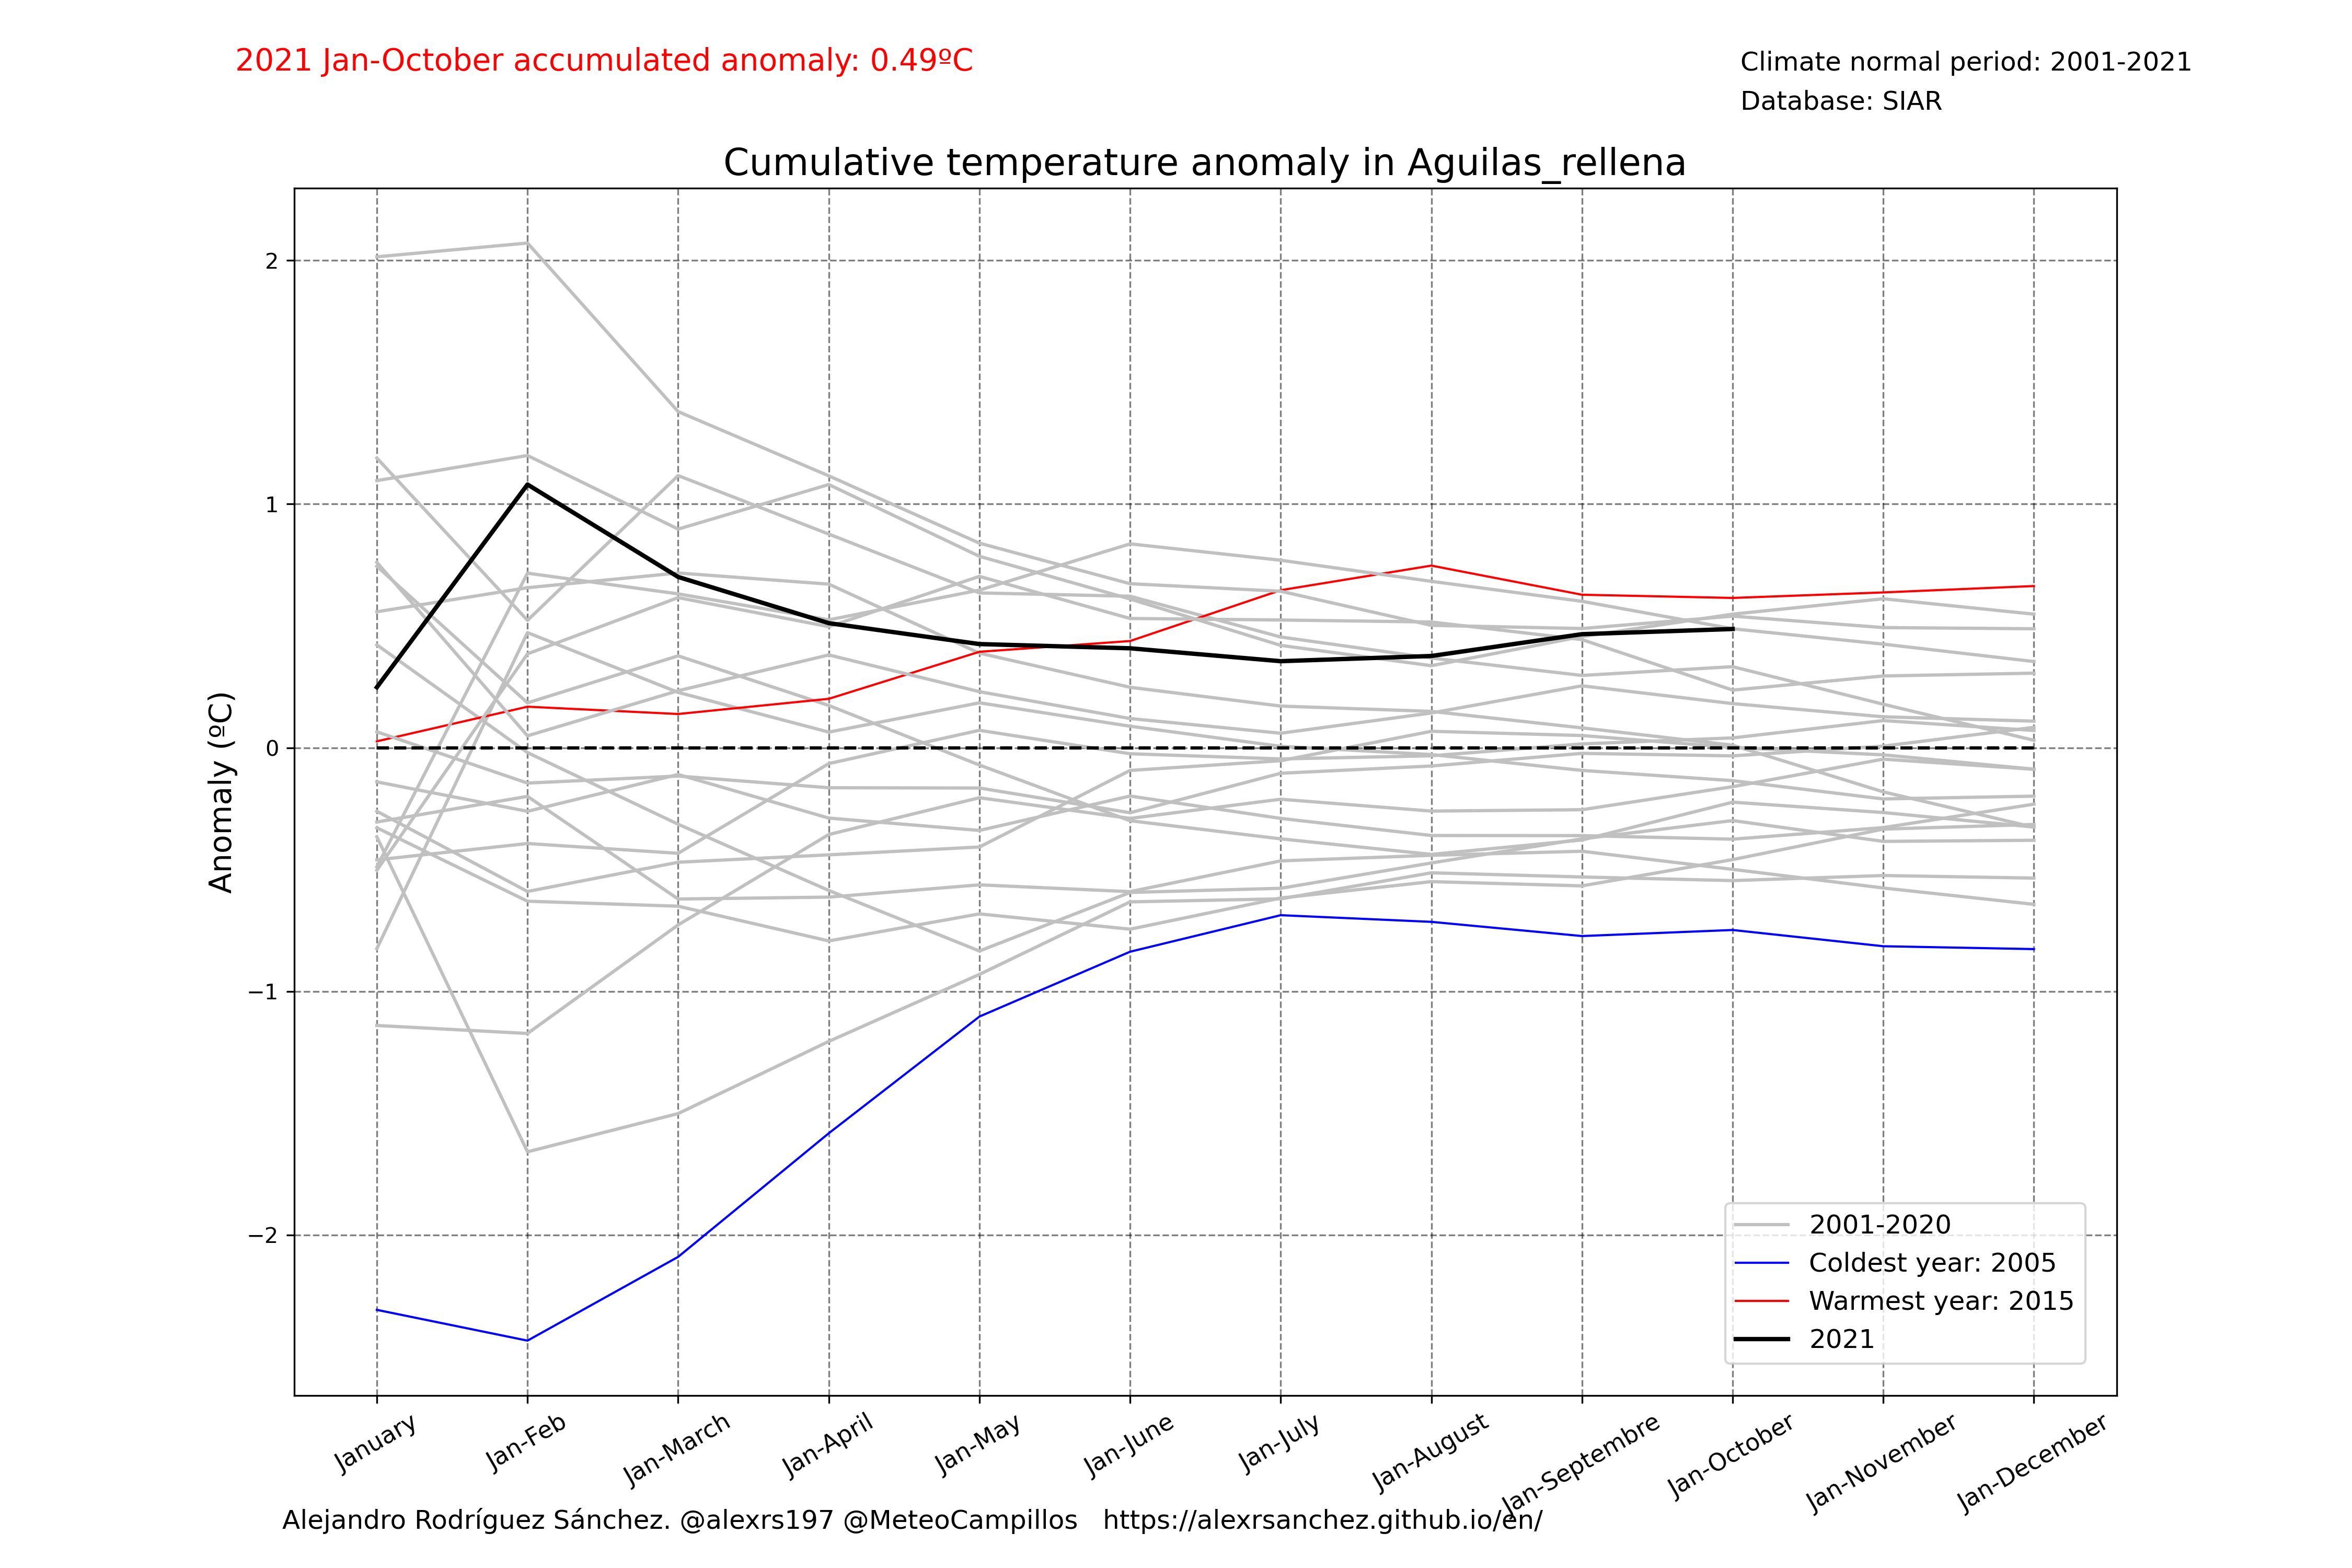 2021 Jan-October accumulated anomaly: 0.49ºC
Climate normal period: 2001-2021
Database: SIAR
Cumulative temperature anomaly in Aguilas_rellena
Anomaly (ºC)
2
1
0
−1
−2
2001-2020
Coldest year: 2005
Warmest year: 2015
2021
January
Jan-Feb
Jan-March
Jan-April
Jan-May
Jan-June
Jan-July
Jan-August
Jan-Septembre
Jan-October
Jan-November
Jan-December
Alejandro Rodríguez Sánchez. @alexrs197 @MeteoCampillos https://alexrsanchez.github.io/en/